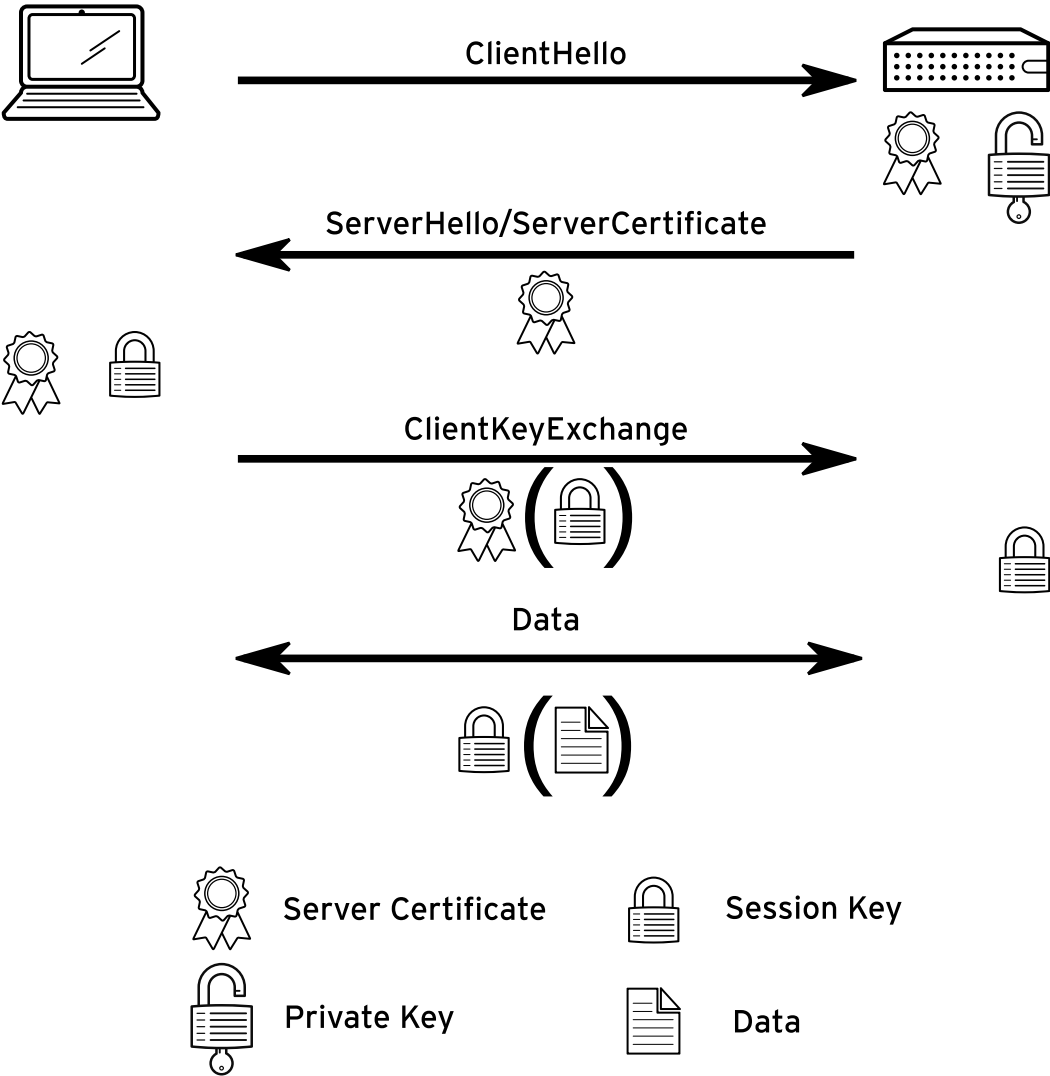 ClientHello
ServerHello/ServerCertificate
ClientKeyExchange
Data
Server Certificate
Session Key
Private Key
Data